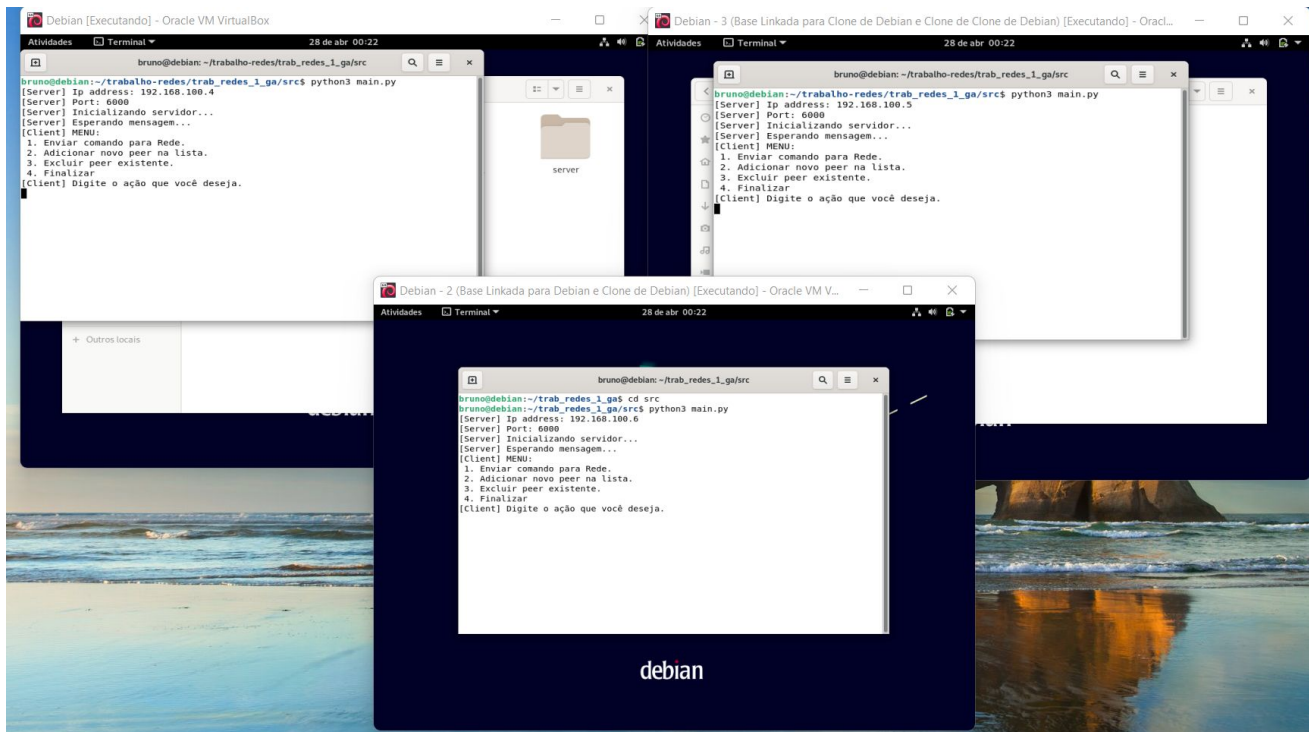 Debian [Executando] - Oracle VM VirtualBox
Atividades Terminal 28 de abr 00:22
bruno@debian: ~/trabalho-redes/trab_redes_1_ga/src
bruno@debian:~/trabalho-redes/trab_redes_1_ga/src$ python3 main.py
[Server] Ip address: 192.168.100.4
[Server] Port: 6000
[Server] Inicializando servidor...
[Server] Esperando mensagem...
[Client] MENU:
1. Enviar comando para Rede.
2. Adicionar novo peer na lista.
3. Excluir peer existente.
4. Finalizar
[Client] Digite o ação que você deseja.
server
+ Outros locais
Debian - 3 (Base Linkada para Clone de Debian e Clone de Clone de Debian) [Executando] - Oracl...
Atividades Terminal 28 de abr 00:22
bruno@debian: ~/trabalho-redes/trab_redes_1_ga/src
bruno@debian:~/trabalho-redes/trab_redes_1_ga/src$ python3 main.py
[Server] Ip address: 192.168.100.5
[Server] Port: 6000
[Server] Inicializando servidor...
[Server] Esperando mensagem...
[Client] MENU:
1. Enviar comando para Rede.
2. Adicionar novo peer na lista.
3. Excluir peer existente.
4. Finalizar
[Client] Digite o ação que você deseja.
Debian - 2 (Base Linkada para Debian e Clone de Debian) [Executando] - Oracle VM V...
Atividades Terminal 28 de abr 00:22
bruno@debian: ~/trab_redes_1_ga/src
bruno@debian:~/trab_redes_1_ga$ cd src
bruno@debian:~/trab_redes_1_ga/src$ python3 main.py
[Server] Ip address: 192.168.100.6
[Server] Port: 6000
[Server] Inicializando servidor...
[Server] Esperando mensagem...
[Client] MENU:
1. Enviar comando para Rede.
2. Adicionar novo peer na lista.
3. Excluir peer existente.
4. Finalizar
[Client] Digite o ação que você deseja.
debian